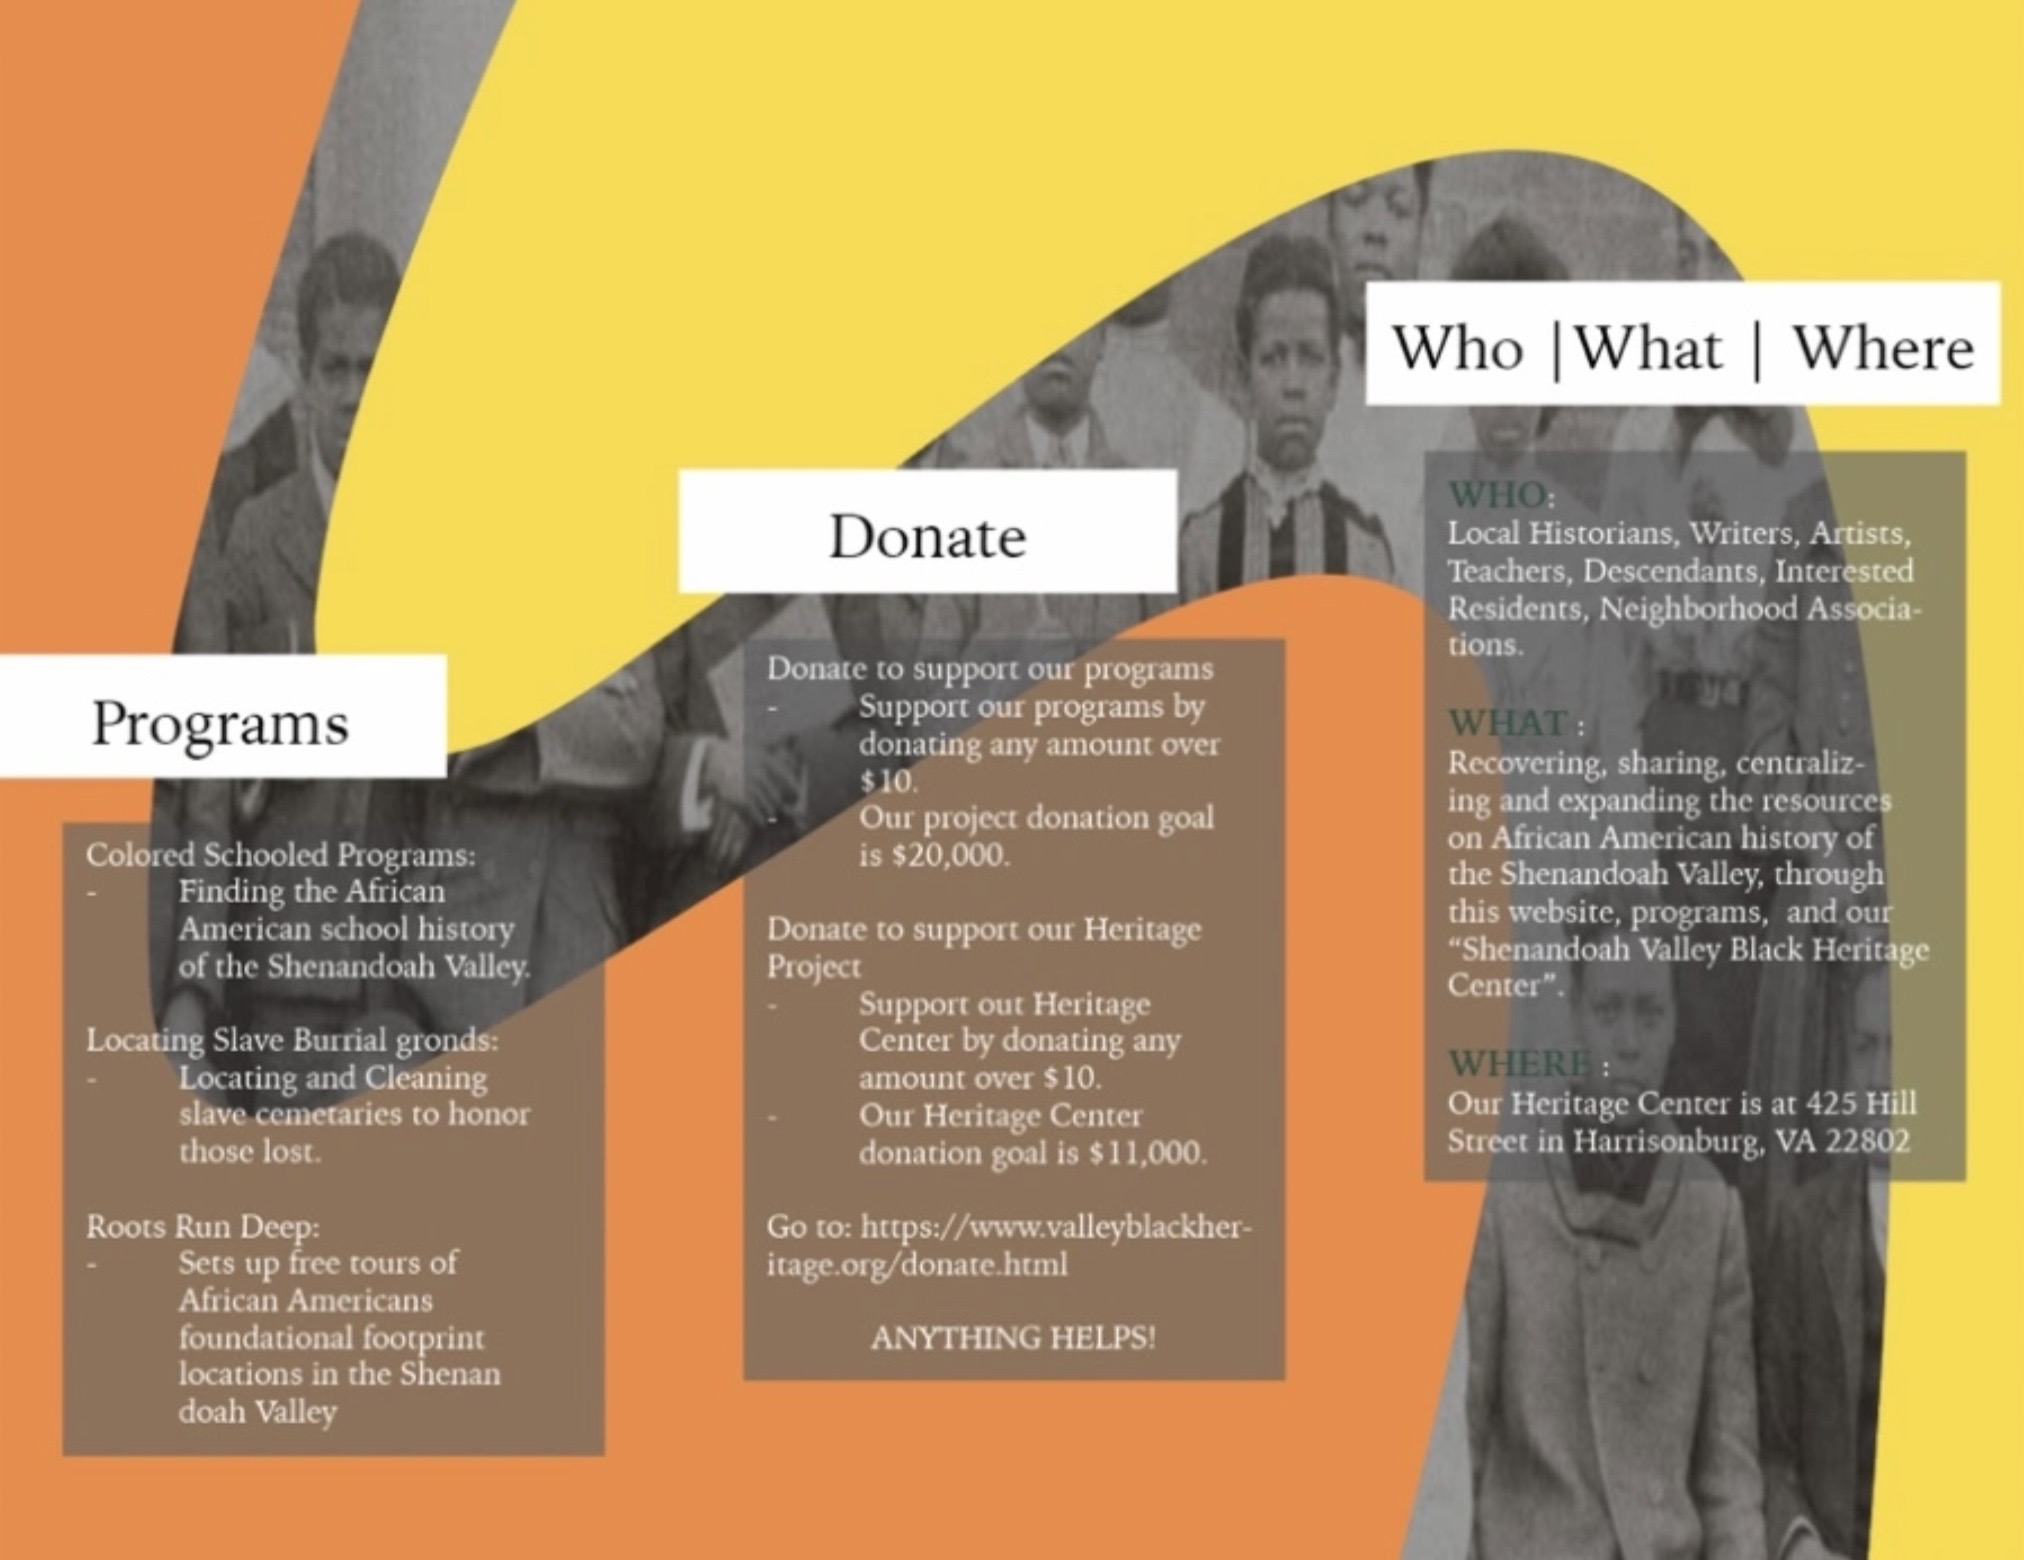 Programs
Colored Schooled Programs:
- Finding the African
American school history
of the Shenandoah Valley.
Locating Slave Burrial gronds:
- Locating and Cleaning
slave cemetaries to honor
those lost.
Roots Run Deep:
- Sets up free tours of
African Americans
foundational footprint
locations in the Shenan
doah Valley
Donate
Donate to support our programs
- Support our programs by
donating any amount over
$10.
- Our project donation goal
is $20,000.
Donate to support our Heritage
Project
- Support out Heritage
Center by donating any
amount over $10.
- Our Heritage Center
donation goal is $11,000.
Go to: https://www.valleyblackher-
itage.org/donate.html
ANYTHING HELPS!
Who |What | Where
WHO:
Local Historians, Writers, Artists,
Teachers, Descendants, Interested
Residents, Neighborhood Associa-
tions.
WHAT :
Recovering, sharing, centraliz-
ing and expanding the resources
on African American history of
the Shenandoah Valley, through
this website, programs, and our
“Shenandoah Valley Black Heritage
Center”.
WHERE :
Our Heritage Center is at 425 Hill
Street in Harrisonburg, VA 22802